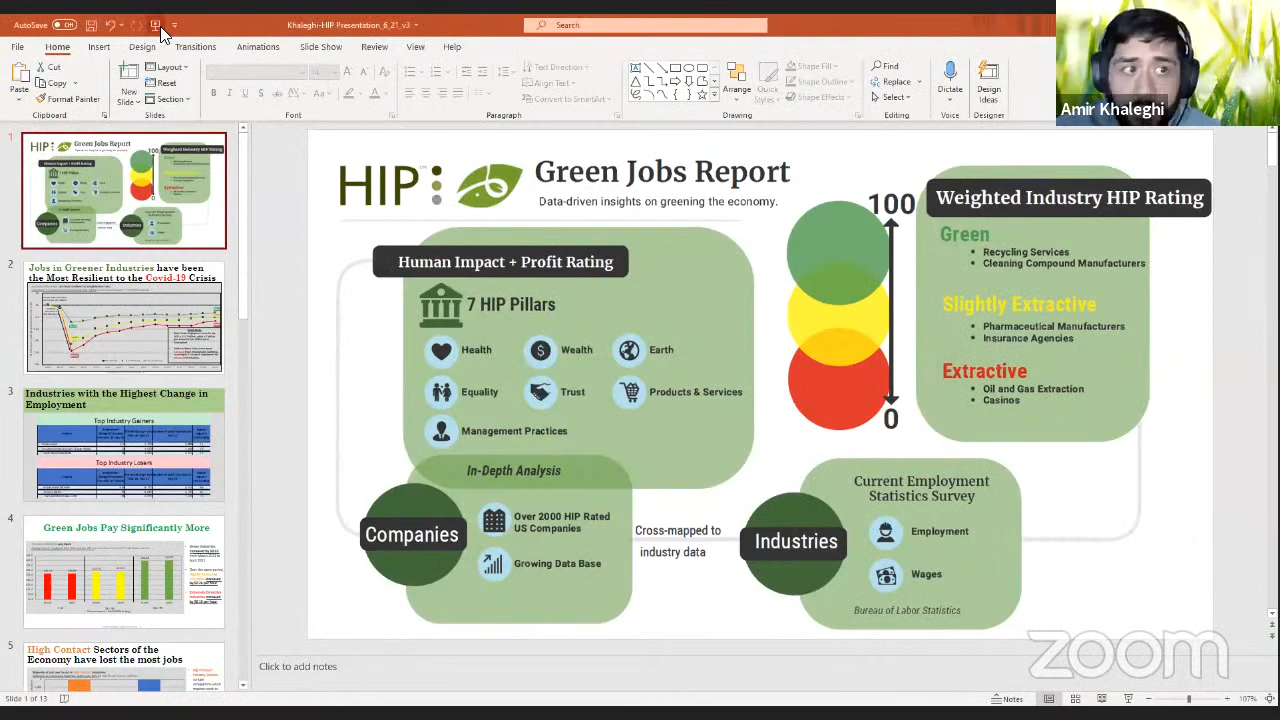 AutoSave Off
Khaleghi-HIP Presentation_6_21_v3
Search
File Home Insert Design Transitions Animations Slide Show Review View Help
Paste
Cut
Copy
Format Painter
Clipboard
New Slide
Layout
Reset
Section
Slides
Font
Text Direction
Align Text
Convert to SmartArt
Paragraph
Arrange
Quick Styles
Shape Fill
Shape Outline
Shape Effects
Drawing
Find
Replace
Select
Editing
Dictate
Voice
Design Ideas
Designer
Amir Khaleghi
1
2
Jobs in Greener Industries have been
the Most Resilient to the Covid-19 Crisis
3
Industries with the Highest Change in
Employment
Top Industry Gainers
Top Industry Losers
4
Green Jobs Pay Significantly More
5
High Contact Sectors of the
Economy have lost the most jobs
HIP:
Green Jobs Report
Data-driven insights on greening the economy.
Human Impact + Profit Rating
7 HIP Pillars
Health
Wealth
Earth
Equality
Trust
Products & Services
Management Practices
In-Depth Analysis
Companies
Over 2000 HIP Rated
US Companies
Growing Data Base
Cross-mapped to
industry data
100
0
Weighted Industry HIP Rating
Green
Recycling Services
Cleaning Compound Manufacturers
Slightly Extractive
Pharmaceutical Manufacturers
Insurance Agencies
Extractive
Oil and Gas Extraction
Casinos
Current Employment
Statistics Survey
Industries
Employment
Wages
Bureau of Labor Statistics
zoom
Click to add notes
Slide 1 of 13
Notes
107%